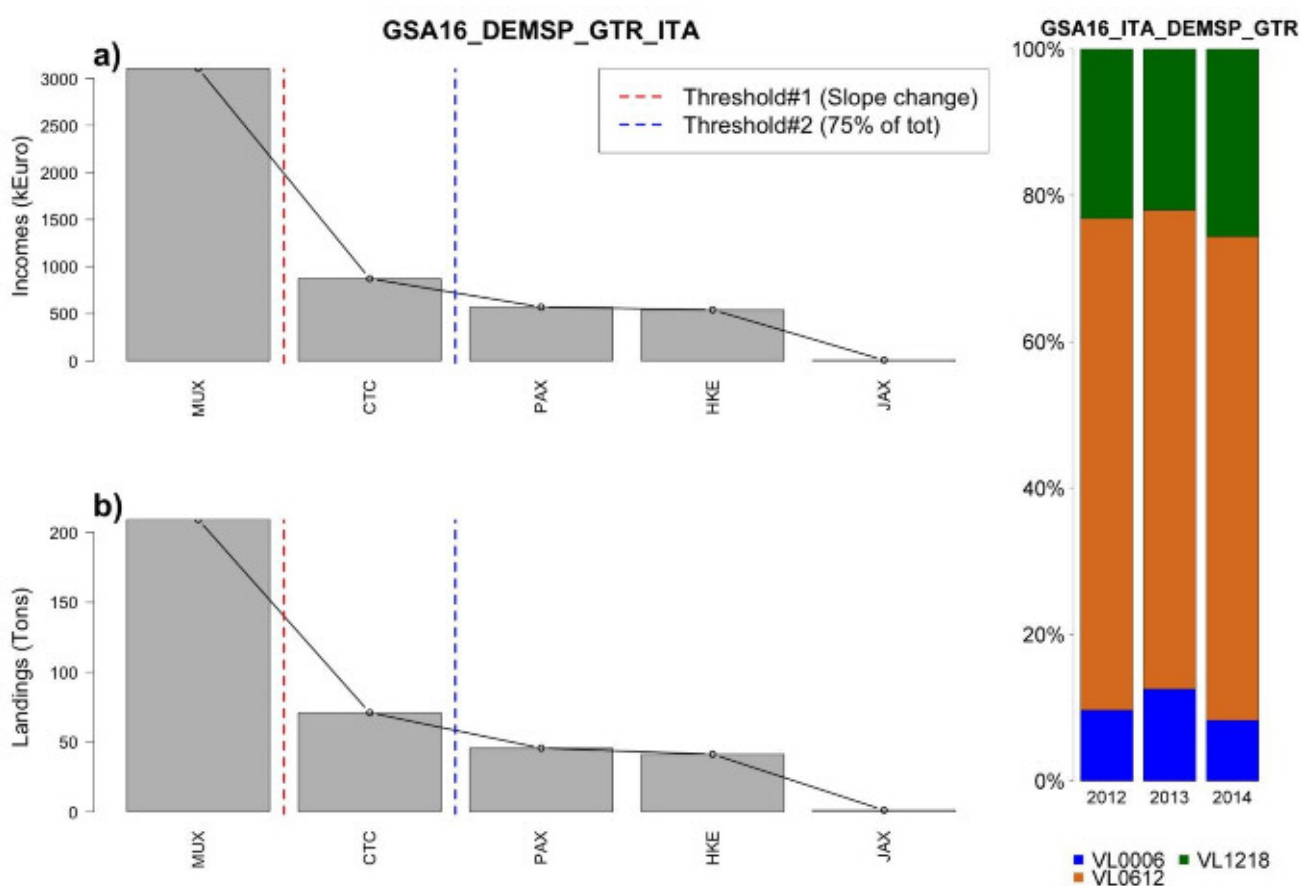 GSA16_DEMSP_GTR_ITA
a)
Threshold#1 (Slope change)
Threshold#2 (75% of tot)
Incomes (kEuro)
3000
2500
2000
1500
1000
500
0
MUX
CTC
PAX
HKE
JAX
b)
Landings (Tons)
200
150
100
50
0
MUX
CTC
PAX
HKE
JAX
GSA16_ITA_DEMSP_GTR
100%
80%
60%
40%
20%
0%
2012
2013
2014
VL0006
VL1218
VL0612